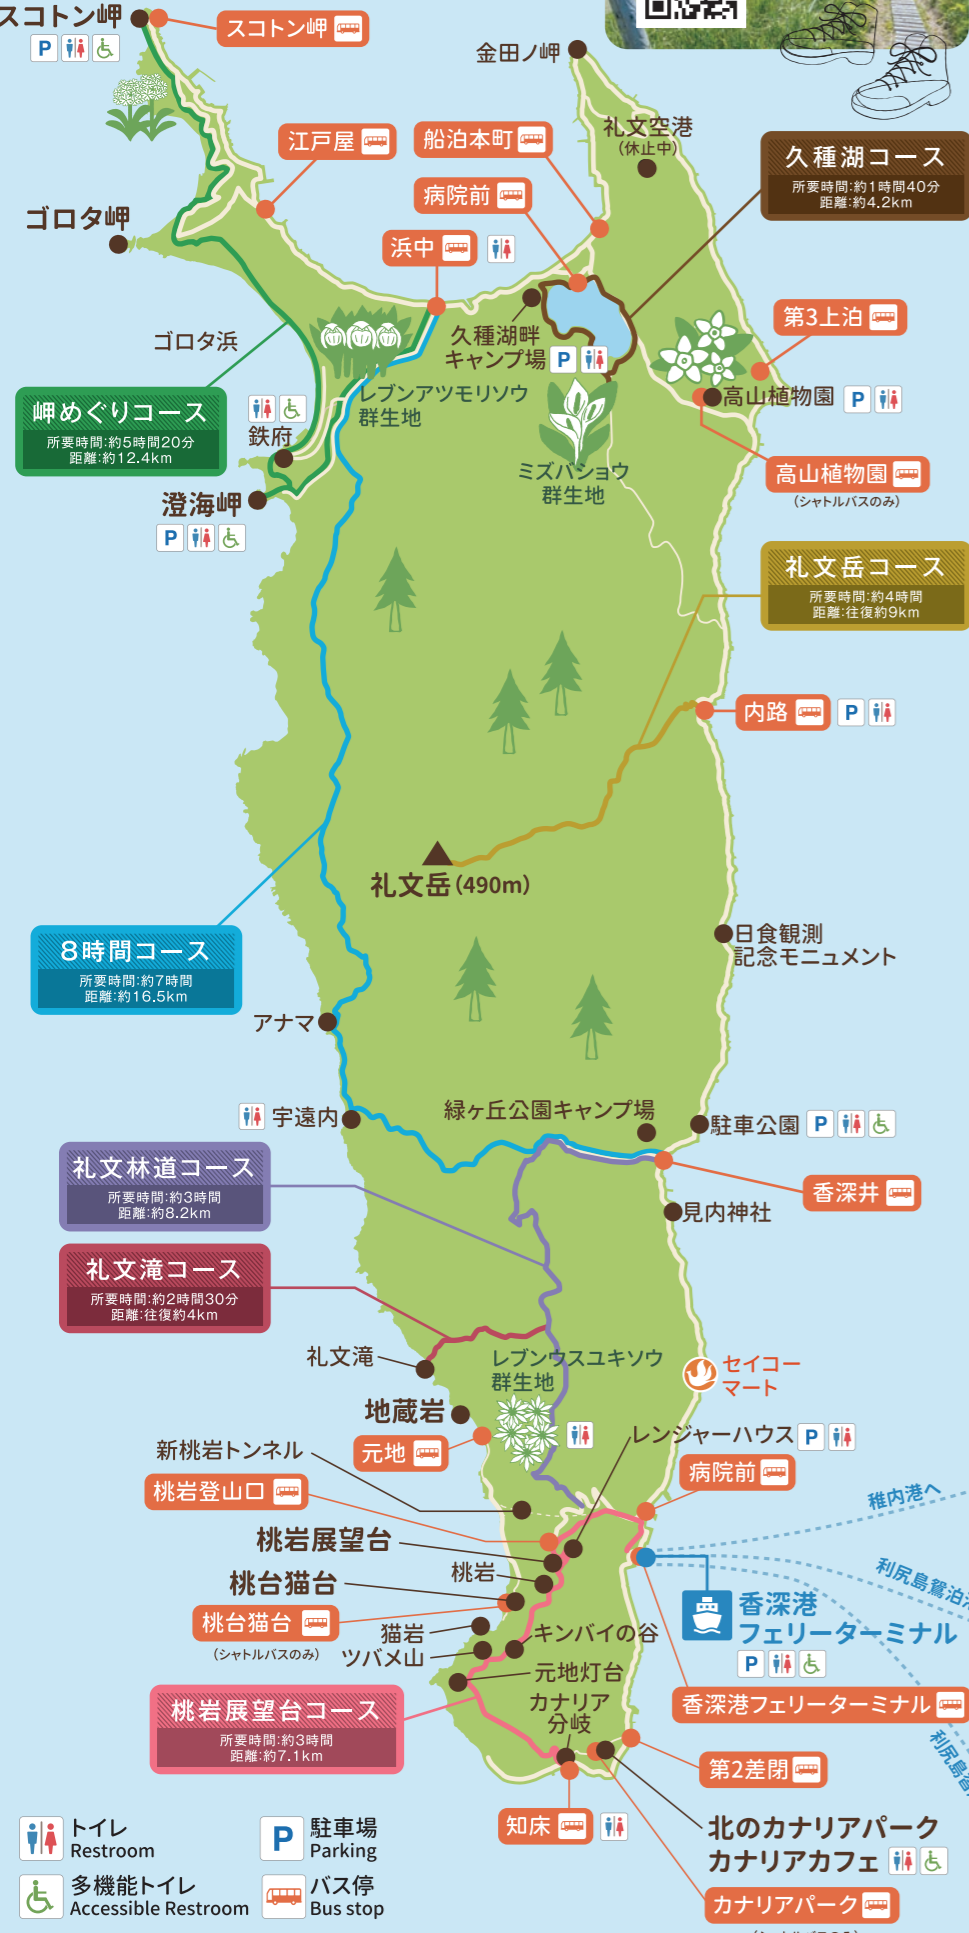 スコトン岬
P
スコトン岬
金田ノ岬
礼文空港
(休止中)
江戸屋
船泊本町
病院前
久種湖コース
所要時間:約1時間40分
距離:約4.2km
ゴロタ岬
浜中
ゴロタ浜
久種湖畔
キャンプ場
P
第3上泊
レブンアツモリソウ
群生地
高山植物園
P
岬めぐりコース
所要時間:約5時間20分
距離:約12.4km
鉄府
ミズバショウ
群生地
高山植物園
(シャトルバスのみ)
澄海岬
P
礼文岳コース
所要時間:約4時間
距離:往復約9km
内路
P
礼文岳(490m)
8時間コース
所要時間:約7時間
距離:約16.5km
日食観測
記念モニュメント
アナマ
宇遠内
緑ヶ丘公園キャンプ場
駐車公園
P
礼文林道コース
所要時間:約3時間
距離:約8.2km
香深井
見内神社
礼文滝コース
所要時間:約2時間30分
距離:往復約4km
礼文滝
レブンウスユキソウ
群生地
セイコー
マート
地蔵岩
元地
新桃岩トンネル
レンジャーハウス
P
桃岩登山口
病院前
稚内港へ
桃岩展望台
桃岩
桃台猫台
桃台猫台
(シャトルバスのみ)
猫岩
ツバメ山
キンバイの谷
元地灯台
カナリア
分岐
香深港
フェリーターミナル
P
香深港フェリーターミナル
桃岩展望台コース
所要時間:約3時間
距離:約7.1km
第2差閉
知床
北のカナリアパーク
カナリアカフェ
カナリアパーク
トイレ
Restroom
P
駐車場
Parking
多機能トイレ
Accessible Restroom
バス停
Bus stop